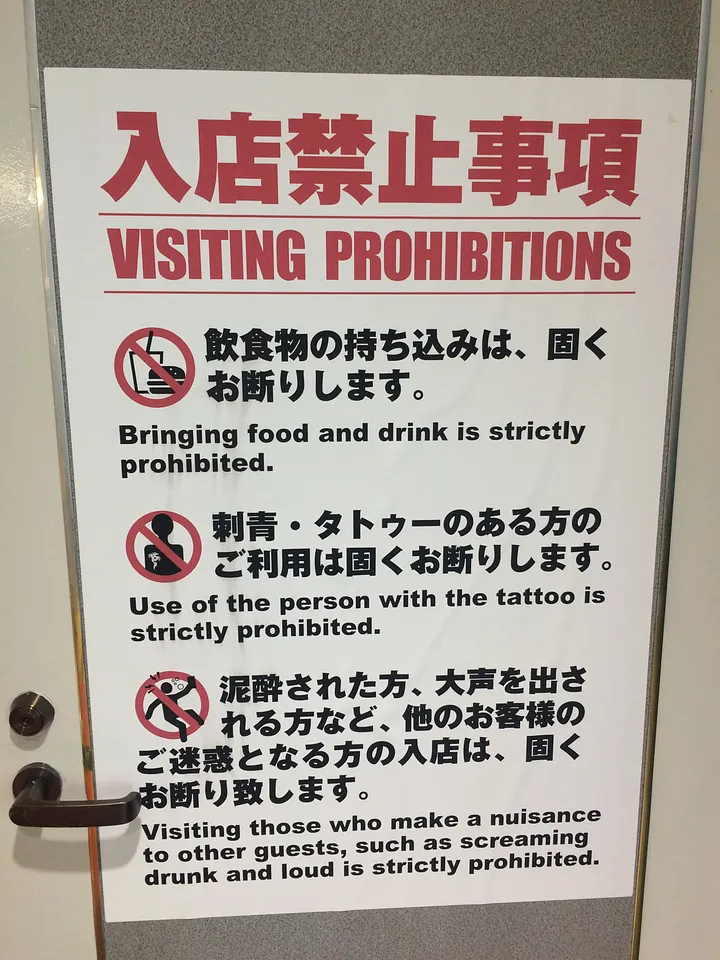 入店禁止事項
VISITING PROHIBITIONS
飲食物の持ち込みは、固く
お断りします。
Bringing food and drink is strictly
prohibited.
刺青・タトゥーのある方の
ご利用は固くお断りします。
Use of the person with the tattoo is
strictly prohibited.
泥酔された方、大声を出さ
れる方など、他のお客様の
ご迷惑となる方の入店は、固く
お断り致します。
Visiting those who make a nuisance
to other guests, such as screaming
drunk and loud is strictly prohibited.